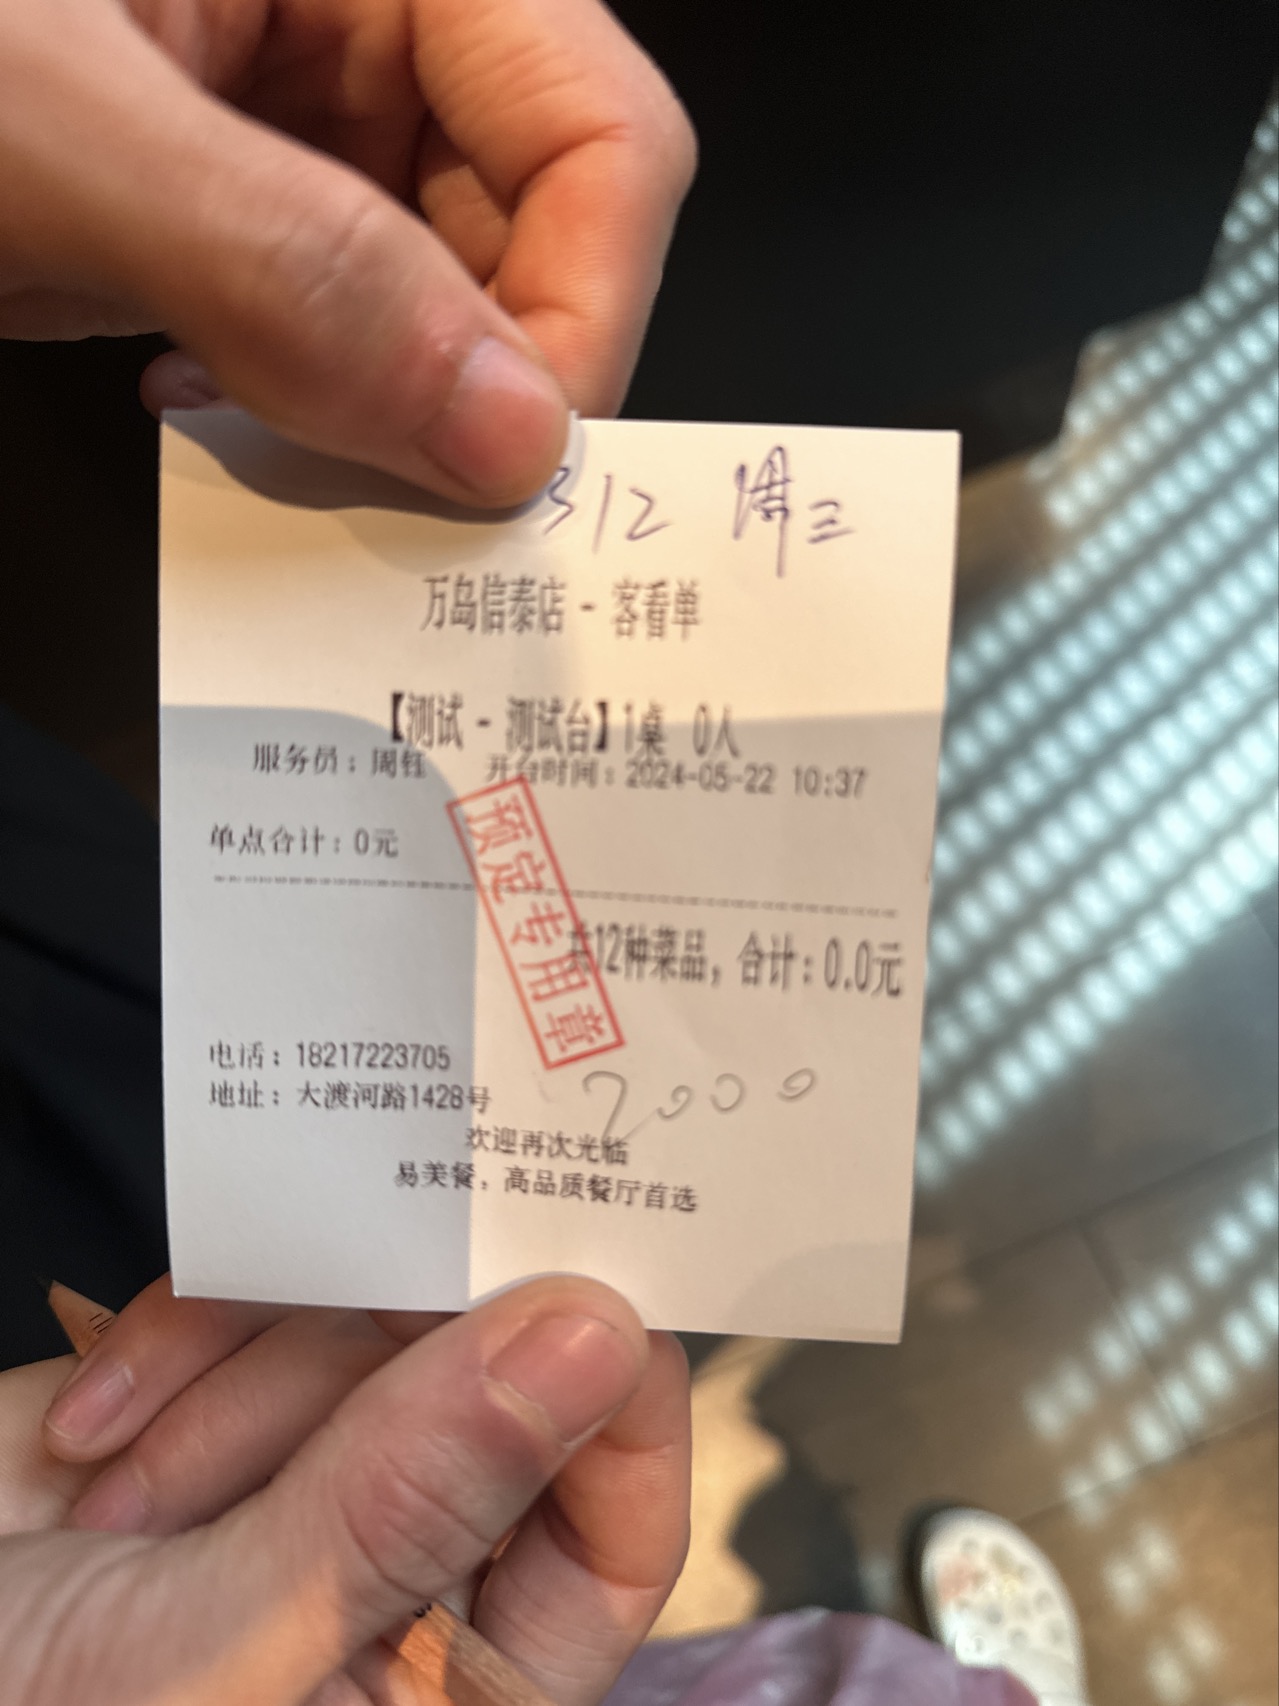 312 周三
万岛信泰店 - 客看单
【测试 - 测试台】1桌 0人
服务员：周钰 开台时间：2024-05-22 10:37
单点合计：0元
预定专用章
共12种菜品，合计：0.0元
2000
电话：18217223705
地址：大渡河路1428号
欢迎再次光临
易美餐，高品质餐厅首选